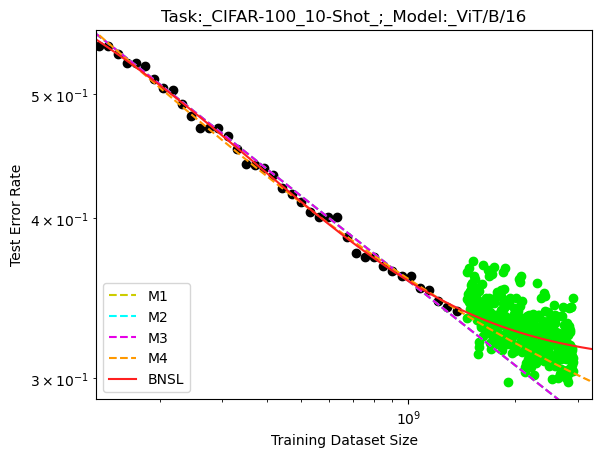 Task:_CIFAR-100_10-Shot_;_Model:_ViT/B/16
5 × 10⁻¹
4 × 10⁻¹
3 × 10⁻¹
Test Error Rate
M1
M2
M3
M4
BNSL
10⁹
Training Dataset Size